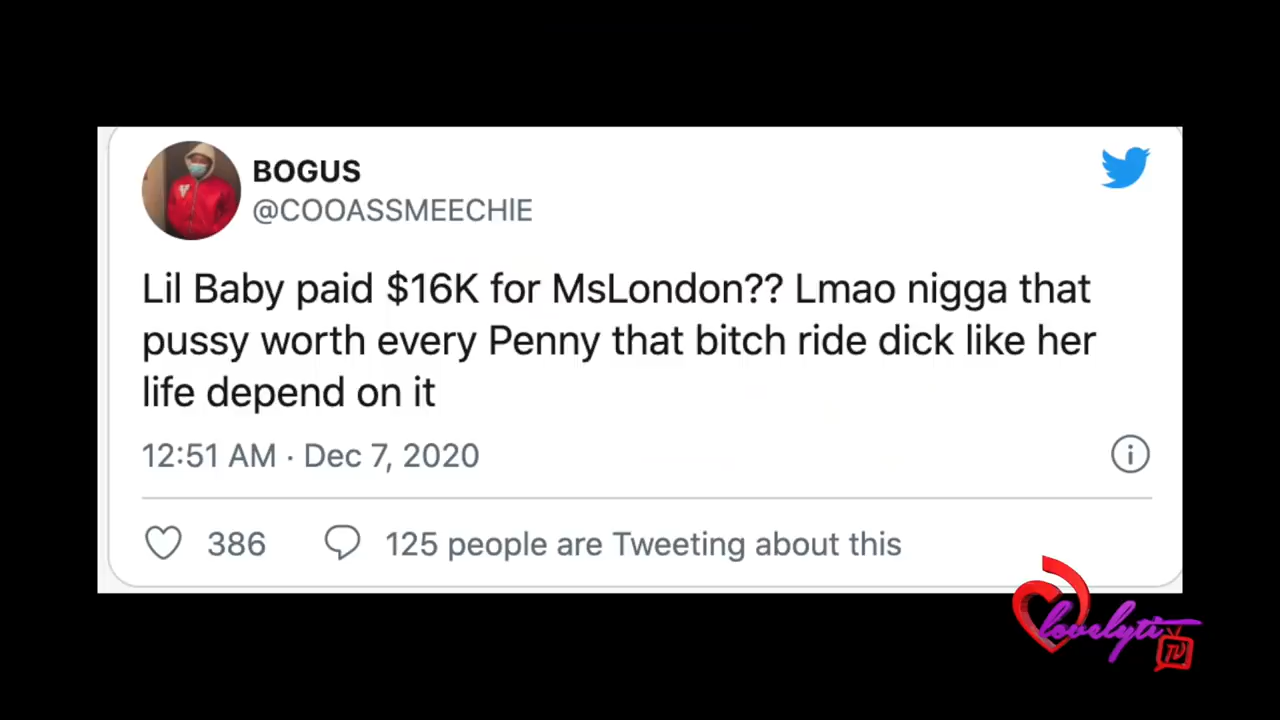 BOGUS
@COOASSMEECHIE
Lil Baby paid $16K for MsLondon?? Lmao nigga that
pussy worth every Penny that bitch ride dick like her
life depend on it
12:51 AM · Dec 7, 2020
386 125 people are Tweeting about this
lovelyti
TV